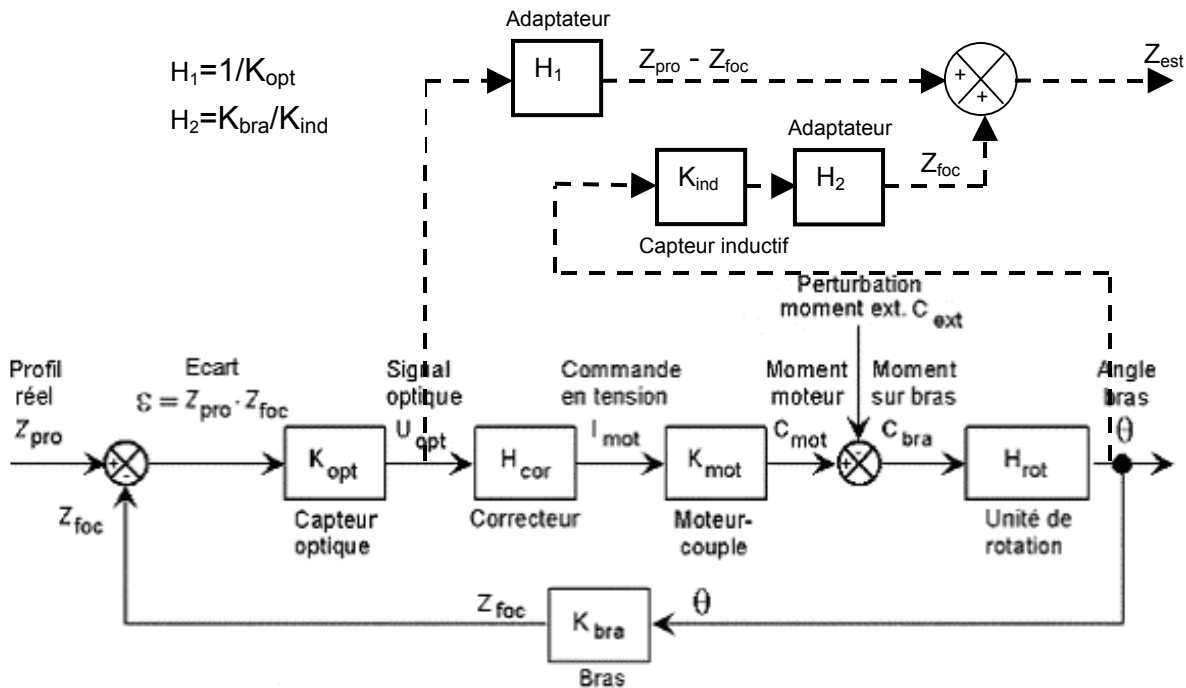 Adaptateur
H1=1/Kopt
H1
Zpro - Zfoc
+
+
Zest
H2=Kbra/Kind
Adaptateur
Kind
H2
Zfoc
Capteur inductif
Perturbation
moment ext. Cext
Profil
réel
Zpro
Ecart
ε = Zpro - Zfoc
Signal
optique
Uopt
Commande
en tension
Imot
Moment
moteur
Cmot
Moment
sur bras
Cbra
Angle
bras
θ
+
-
Kopt
Hcor
Kmot
+
-
Hrot
Zfoc
Capteur
optique
Correcteur
Moteur-
couple
Unité de
rotation
Zfoc
Kbra
θ
Bras